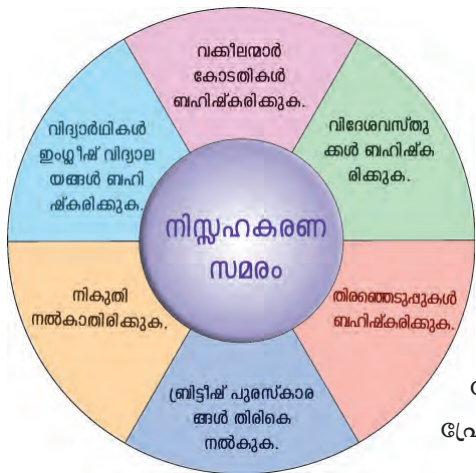 വക്കീലന്മാർ
കോടതികൾ
ബഹിഷ്കരിക്കുക.
വിദേശവസ്തു
ക്കൾ ബഹിഷ്ക
രിക്കുക.
തിരഞ്ഞെടുപ്പുകൾ
ബഹിഷ്കരിക്കുക.
ബ്രിട്ടീഷ് പുരസ്കാര
ങ്ങൾ തിരികെ
നൽകുക.
നികുതി
നൽകാതിരിക്കുക.
വിദ്യാർഥികൾ
ഇംഗ്ലീഷ് വിദ്യാല
യങ്ങൾ ബഹി
ഷ്കരിക്കുക.
നിസ്സഹകരണ
സമരം